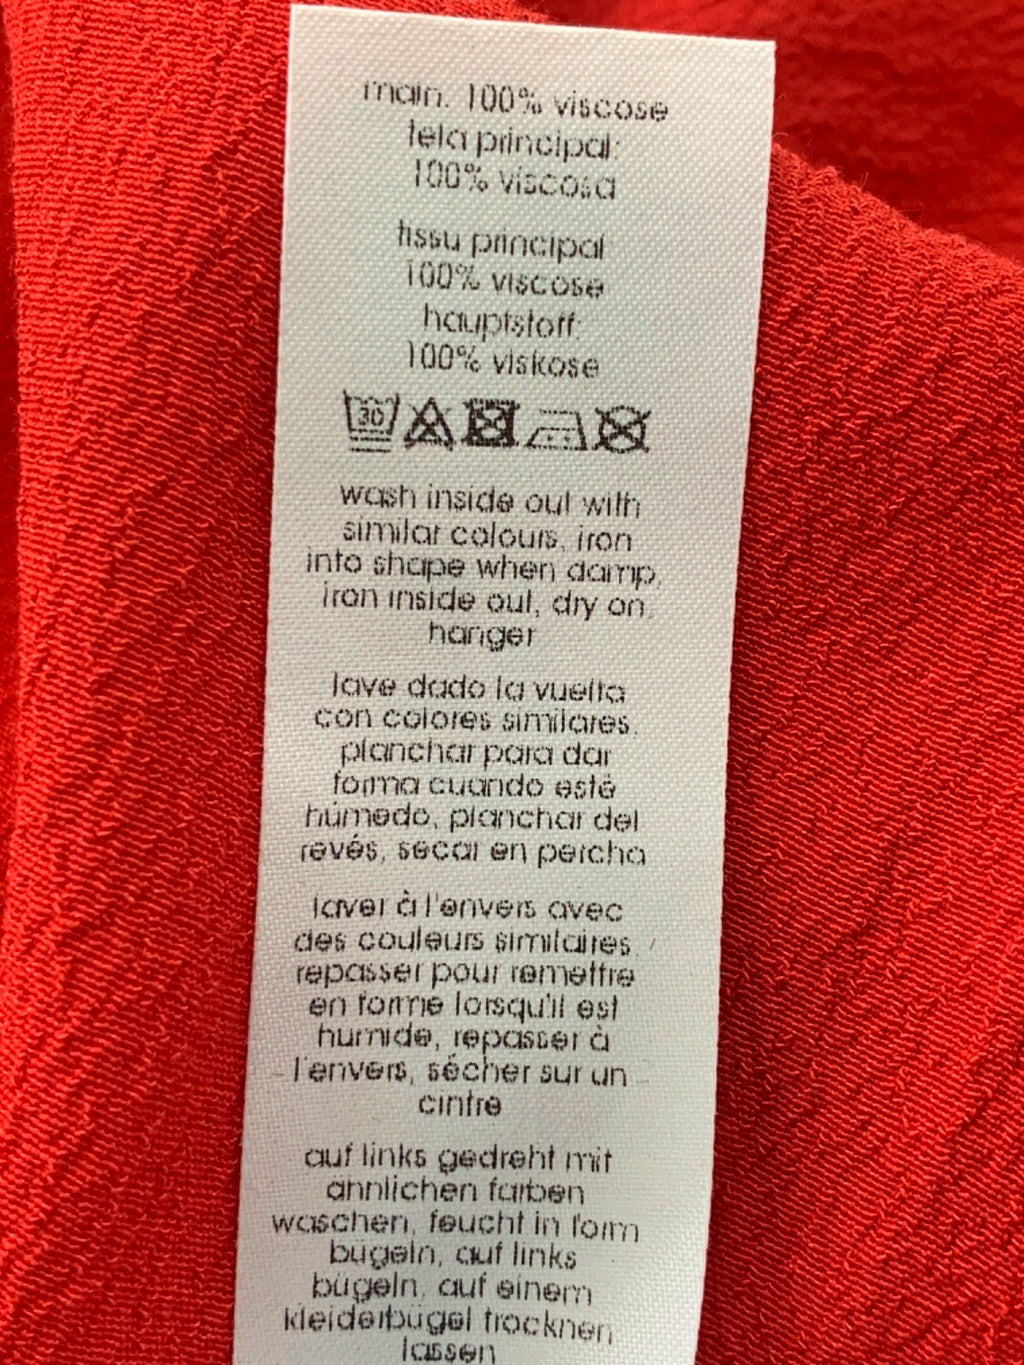 main: 100% viscose
tela principal:
100% viscosa
tissu principal:
100% viscose
hauptstoff:
100% viskose
30
wash inside out with
similar colours, iron
into shape when damp,
iron inside out, dry on
hanger
lave dado la vuelta
con colores similares,
planchar para dar
forma cuando esté
húmedo, planchar del
revés, secar en percha
laver à l'envers avec
des couleurs similaires,
repasser pour remettre
en forme lorsqu'il est
humide, repasser à
l'envers, sécher sur un
cintre
auf links gedreht mit
ähnlichen farben
waschen, feucht in form
bügeln, auf links
bügeln, auf einem
kleiderbügel trocknen
lassen